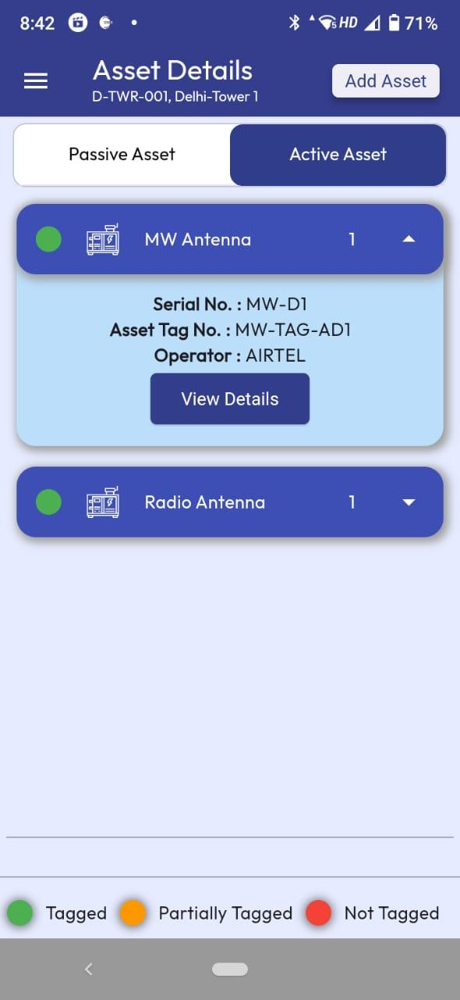 8:42
5 HD 71%
Asset Details
D-TWR-001, Delhi-Tower 1
Add Asset
Passive Asset
Active Asset
MW Antenna 1
Serial No. : MW-D1
Asset Tag No. : MW-TAG-AD1
Operator : AIRTEL
View Details
Radio Antenna 1
Tagged
Partially Tagged
Not Tagged